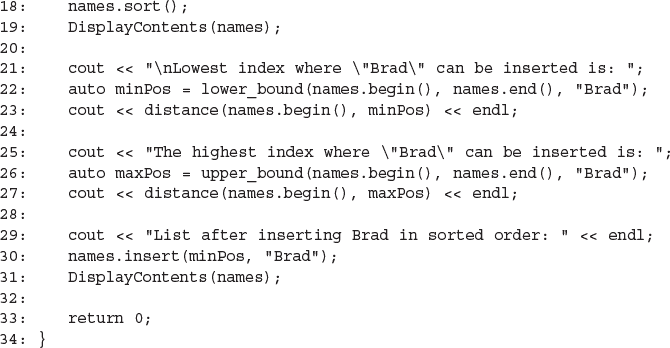 18:    names.sort();
19:    DisplayContents(names);
20:
21:    cout << "\nLowest index where \"Brad\" can be inserted is: ";
22:    auto minPos = lower_bound(names.begin(), names.end(), "Brad");
23:    cout << distance(names.begin(), minPos) << endl;
24:
25:    cout << "The highest index where \"Brad\" can be inserted is: ";
26:    auto maxPos = upper_bound(names.begin(), names.end(), "Brad");
27:    cout << distance(names.begin(), maxPos) << endl;
28:
29:    cout << "List after inserting Brad in sorted order: " << endl;
30:    names.insert(minPos, "Brad");
31:    DisplayContents(names);
32:
33:    return 0;
34: }